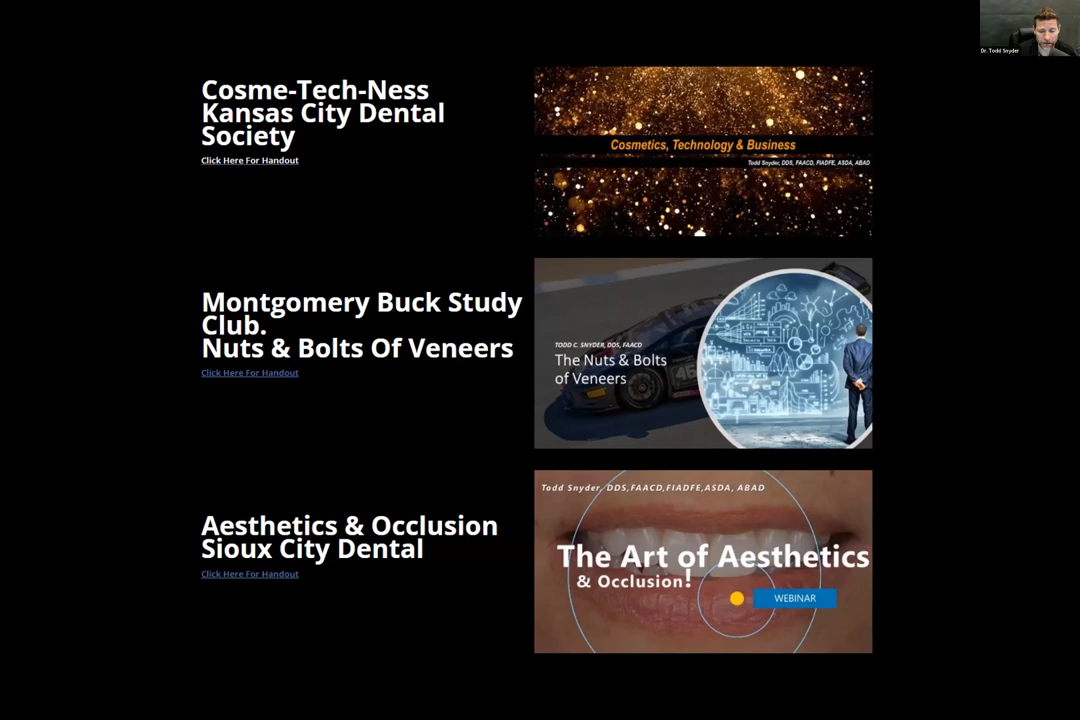 Dr. Todd Snyder
Cosme-Tech-Ness
Kansas City Dental
Society
Click Here For Handout
Cosmetics, Technology & Business
Todd Snyder, DDS, FAACD, FIADFE, ASDA, ABAD
Montgomery Buck Study
Club.
Nuts & Bolts Of Veneers
Click Here For Handout
TODD C. SNYDER, DDS, FAACD
The Nuts & Bolts
of Veneers
46
Aesthetics & Occlusion
Sioux City Dental
Click Here For Handout
Todd Snyder, DDS,FAACD,FIADFE,ASDA, ABAD
The Art of Aesthetics
& Occlusion!
WEBINAR